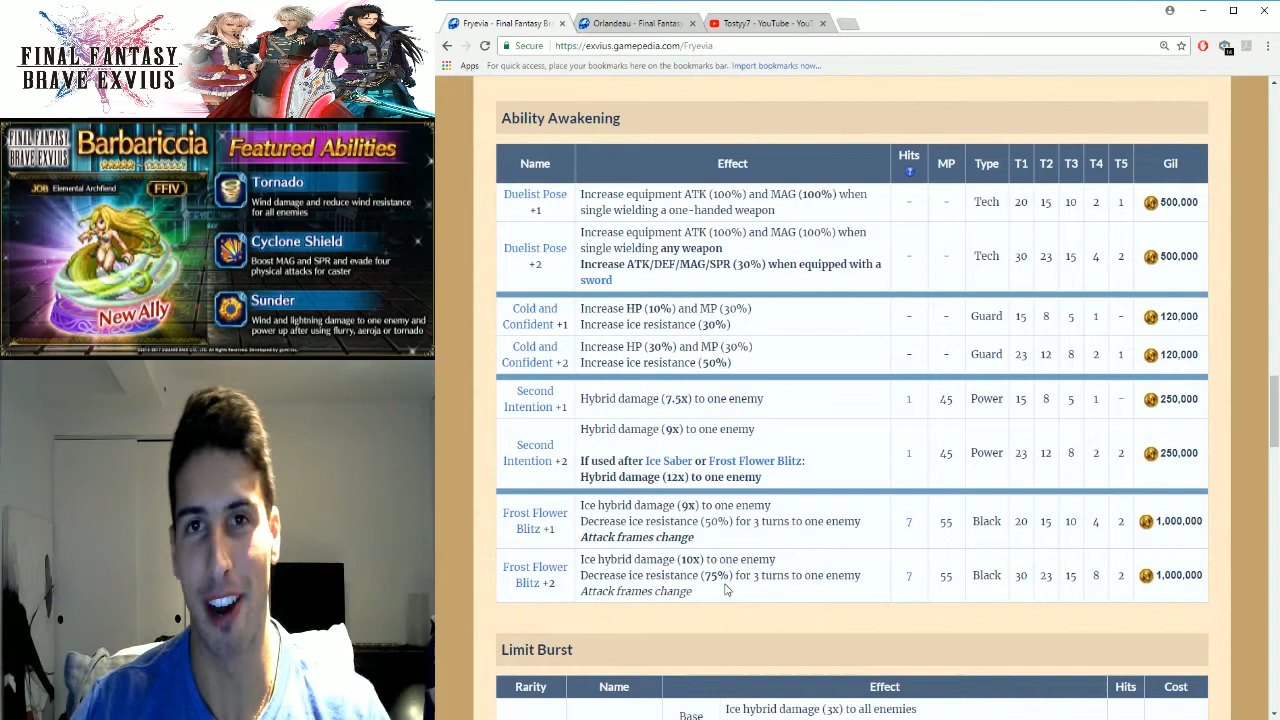 FINAL FANTASY
BRAVE EXVIUS
FINAL FANTASY
BRAVE EXVIUS
Barbariccia
Featured Abilities
JOB Elemental Archfiend
FFIV
New Ally
Tornado
Wind damage and reduce wind resistance
for all enemies
Cyclone Shield
Boost MAG and SPR and evade four
physical attacks for caster
Sunder
Wind and lightning damage to one enemy and
power up after using flurry, aeroja or tornado
Fryevia - Final Fantasy Br
Orlandeau - Final Fantasy
Tostyy7 - YouTube - YouT
Secure
https://exvius.gamepedia.com/Fryevia
14
Apps
For quick access, place your bookmarks here on the bookmarks bar.
Import bookmarks now...
Ability Awakening
Name Effect Hits MP Type T1 T2 T3 T4 T5 Gil
Duelist Pose +1
Increase equipment ATK (100%) and MAG (100%) when
single wielding a one-handed weapon
- - Tech 20 15 10 2 1 500,000
Duelist Pose +2
Increase equipment ATK (100%) and MAG (100%) when
single wielding any weapon
Increase ATK/DEF/MAG/SPR (30%) when equipped with a
sword
- - Tech 30 23 15 4 2 500,000
Cold and Confident +1
Increase HP (10%) and MP (30%)
Increase ice resistance (30%)
- - Guard 15 8 5 1 - 120,000
Cold and Confident +2
Increase HP (30%) and MP (30%)
Increase ice resistance (50%)
- - Guard 23 12 8 2 1 120,000
Second Intention +1
Hybrid damage (7.5x) to one enemy
1 45 Power 15 8 5 1 - 250,000
Second Intention +2
Hybrid damage (9x) to one enemy
If used after Ice Saber or Frost Flower Blitz:
Hybrid damage (12x) to one enemy
1 45 Power 23 12 8 2 2 250,000
Frost Flower Blitz +1
Ice hybrid damage (9x) to one enemy
Decrease ice resistance (50%) for 3 turns to one enemy
Attack frames change
7 55 Black 20 15 10 4 2 1,000,000
Frost Flower Blitz +2
Ice hybrid damage (10x) to one enemy
Decrease ice resistance (75%) for 3 turns to one enemy
Attack frames change
7 55 Black 30 23 15 8 2 1,000,000
Limit Burst
Rarity Name Effect Hits Cost
Base
Ice hybrid damage (3x) to all enemies